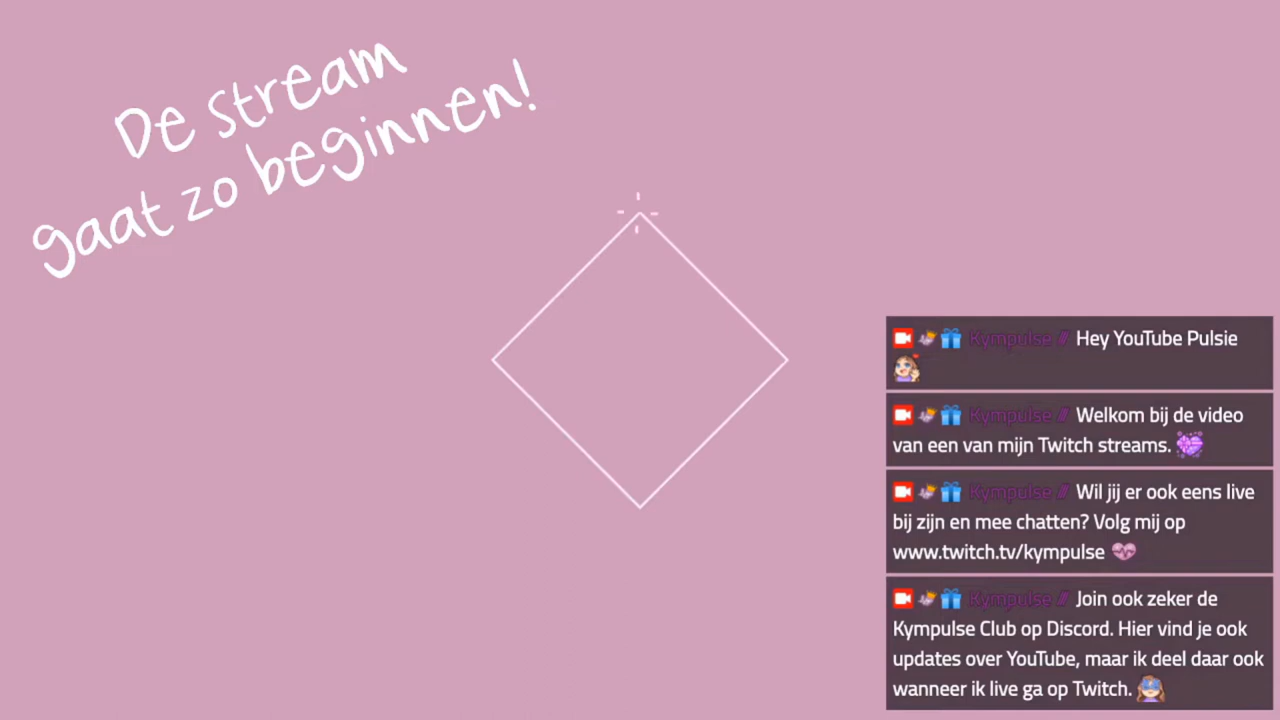 De stream
gaat zo beginnen!
Kympulse // Hey YouTube Pulsie
Kympulse // Welkom bij de video
van een van mijn Twitch streams.
Kympulse // Wil jij er ook eens live
bij zijn en mee chatten? Volg mij op
www.twitch.tv/kympulse
Kympulse // Join ook zeker de
Kympulse Club op Discord. Hier vind je ook
updates over YouTube, maar ik deel daar ook
wanneer ik live ga op Twitch.